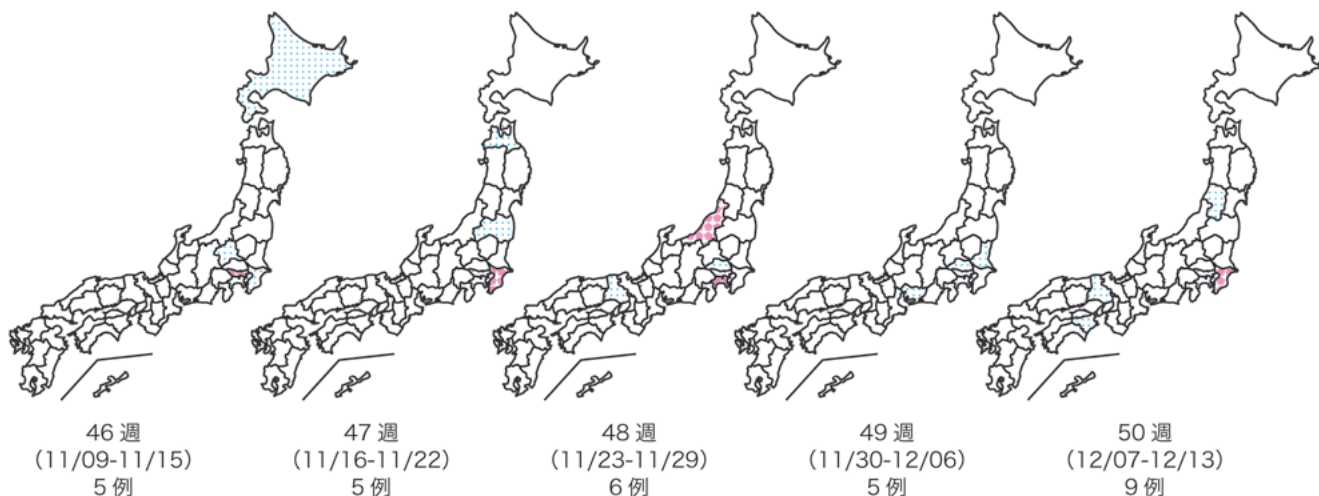 46 週
(11/09-11/15)
5 例
47 週
(11/16-11/22)
5 例
48 週
(11/23-11/29)
6 例
49 週
(11/30-12/06)
5 例
50 週
(12/07-12/13)
9 例